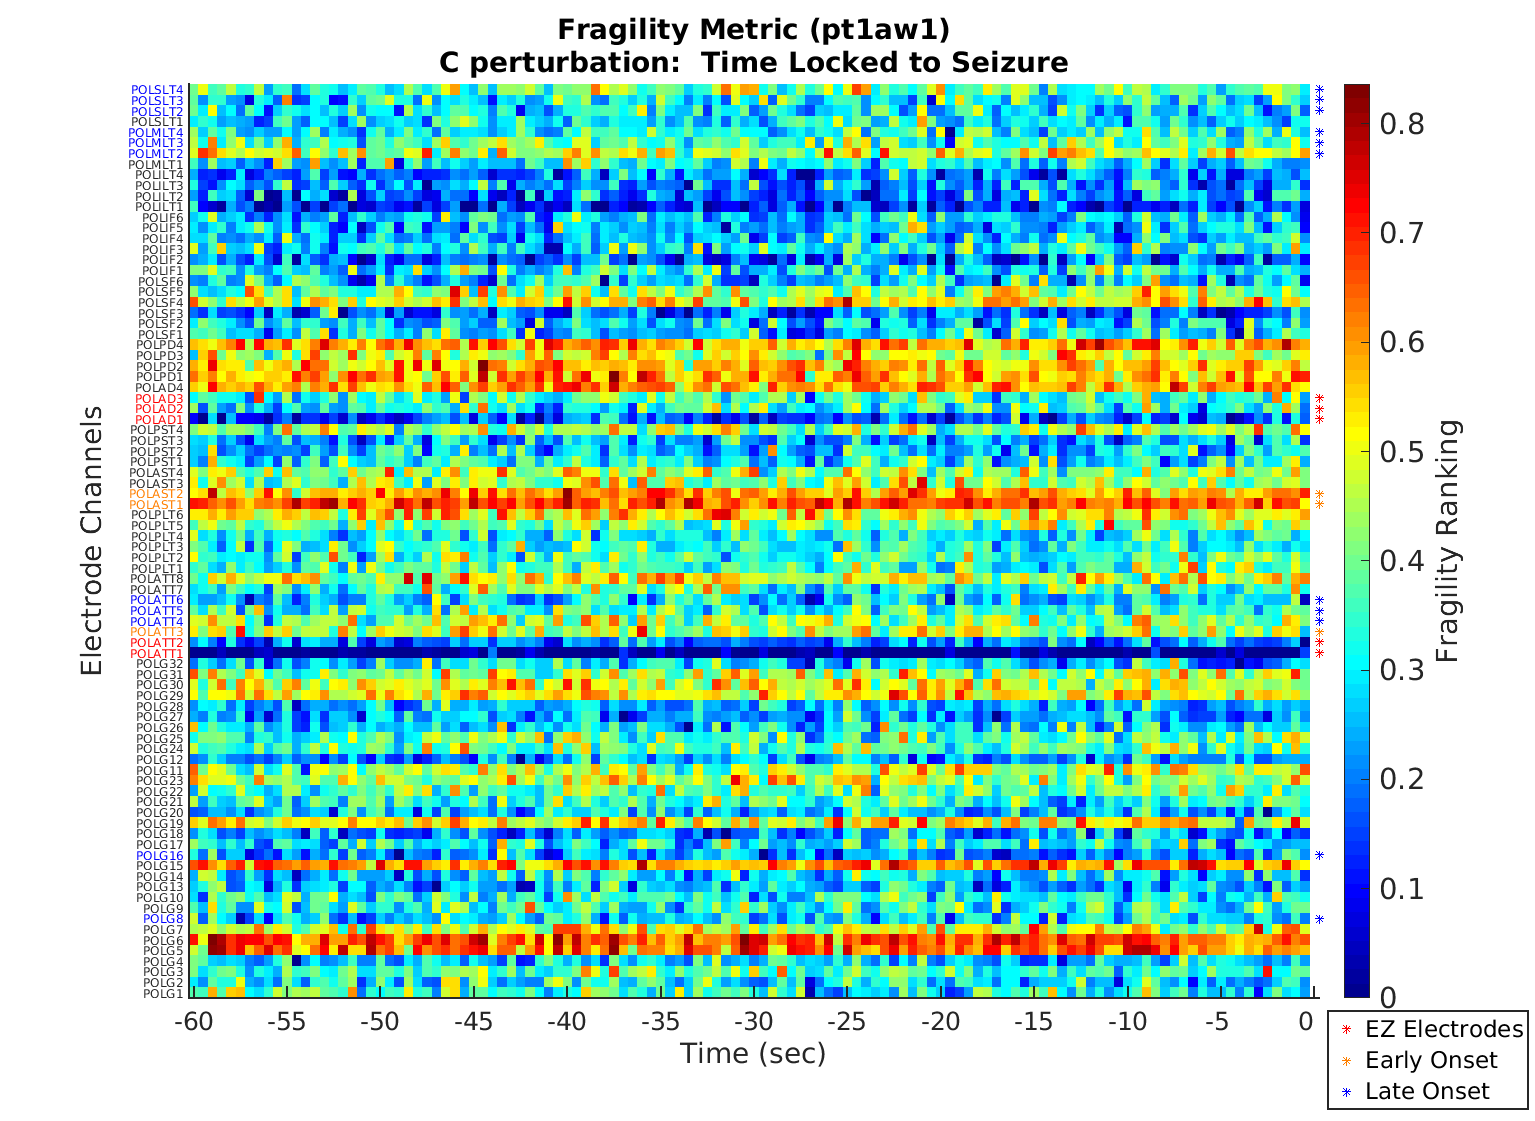 Fragility Metric (pt1aw1)
C perturbation:  Time Locked to Seizure
Electrode Channels
POLSLT4
POLSLT3
POLSLT2
POLSLT1
POLMLT4
POLMLT3
POLMLT2
POLMLT1
POLILT4
POLILT3
POLILT2
POLILT1
POLIF6
POLIF5
POLIF4
POLIF3
POLIF2
POLIF1
POLSF6
POLSF5
POLSF4
POLSF3
POLSF2
POLSF1
POLPD4
POLPD3
POLPD2
POLPD1
POLAD4
POLAD3
POLAD2
POLAD1
POLPST4
POLPST3
POLPST2
POLPST1
POLAST4
POLAST3
POLAST2
POLAST1
POLPLT6
POLPLT5
POLPLT4
POLPLT3
POLPLT2
POLPLT1
POLATT8
POLATT7
POLATT6
POLATT5
POLATT4
POLATT3
POLATT2
POLATT1
POLG32
POLG31
POLG30
POLG29
POLG28
POLG27
POLG26
POLG25
POLG24
POLG12
POLG11
POLG23
POLG22
POLG21
POLG20
POLG19
POLG18
POLG17
POLG16
POLG15
POLG14
POLG13
POLG10
POLG9
POLG8
POLG7
POLG6
POLG5
POLG4
POLG3
POLG2
POLG1
-60 -55 -50 -45 -40 -35 -30 -25 -20 -15 -10 -5 0
Time (sec)
0.8
0.7
0.6
0.5
0.4
0.3
0.2
0.1
0
Fragility Ranking
EZ Electrodes
Early Onset
Late Onset